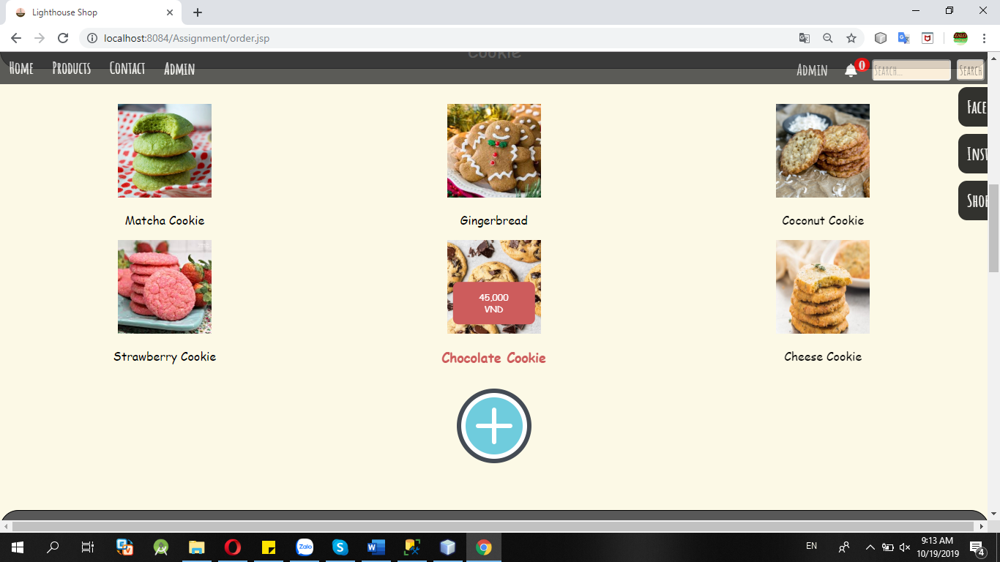 Lighthouse Shop
localhost:8084/Assignment/order.jsp
Cookie
Home Products Contact Admin Admin 0 Search... Search
Face
Inst
Shop
Matcha Cookie Gingerbread Coconut Cookie
45,000
VND
Strawberry Cookie Chocolate Cookie Cheese Cookie
Zalo
EN
9:13 AM
10/19/2019
4